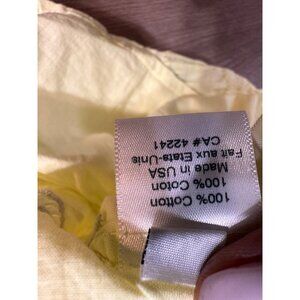 100% Cotton
100% Coton
Made in USA
Fait aux Etats-Unis
CA# 42241